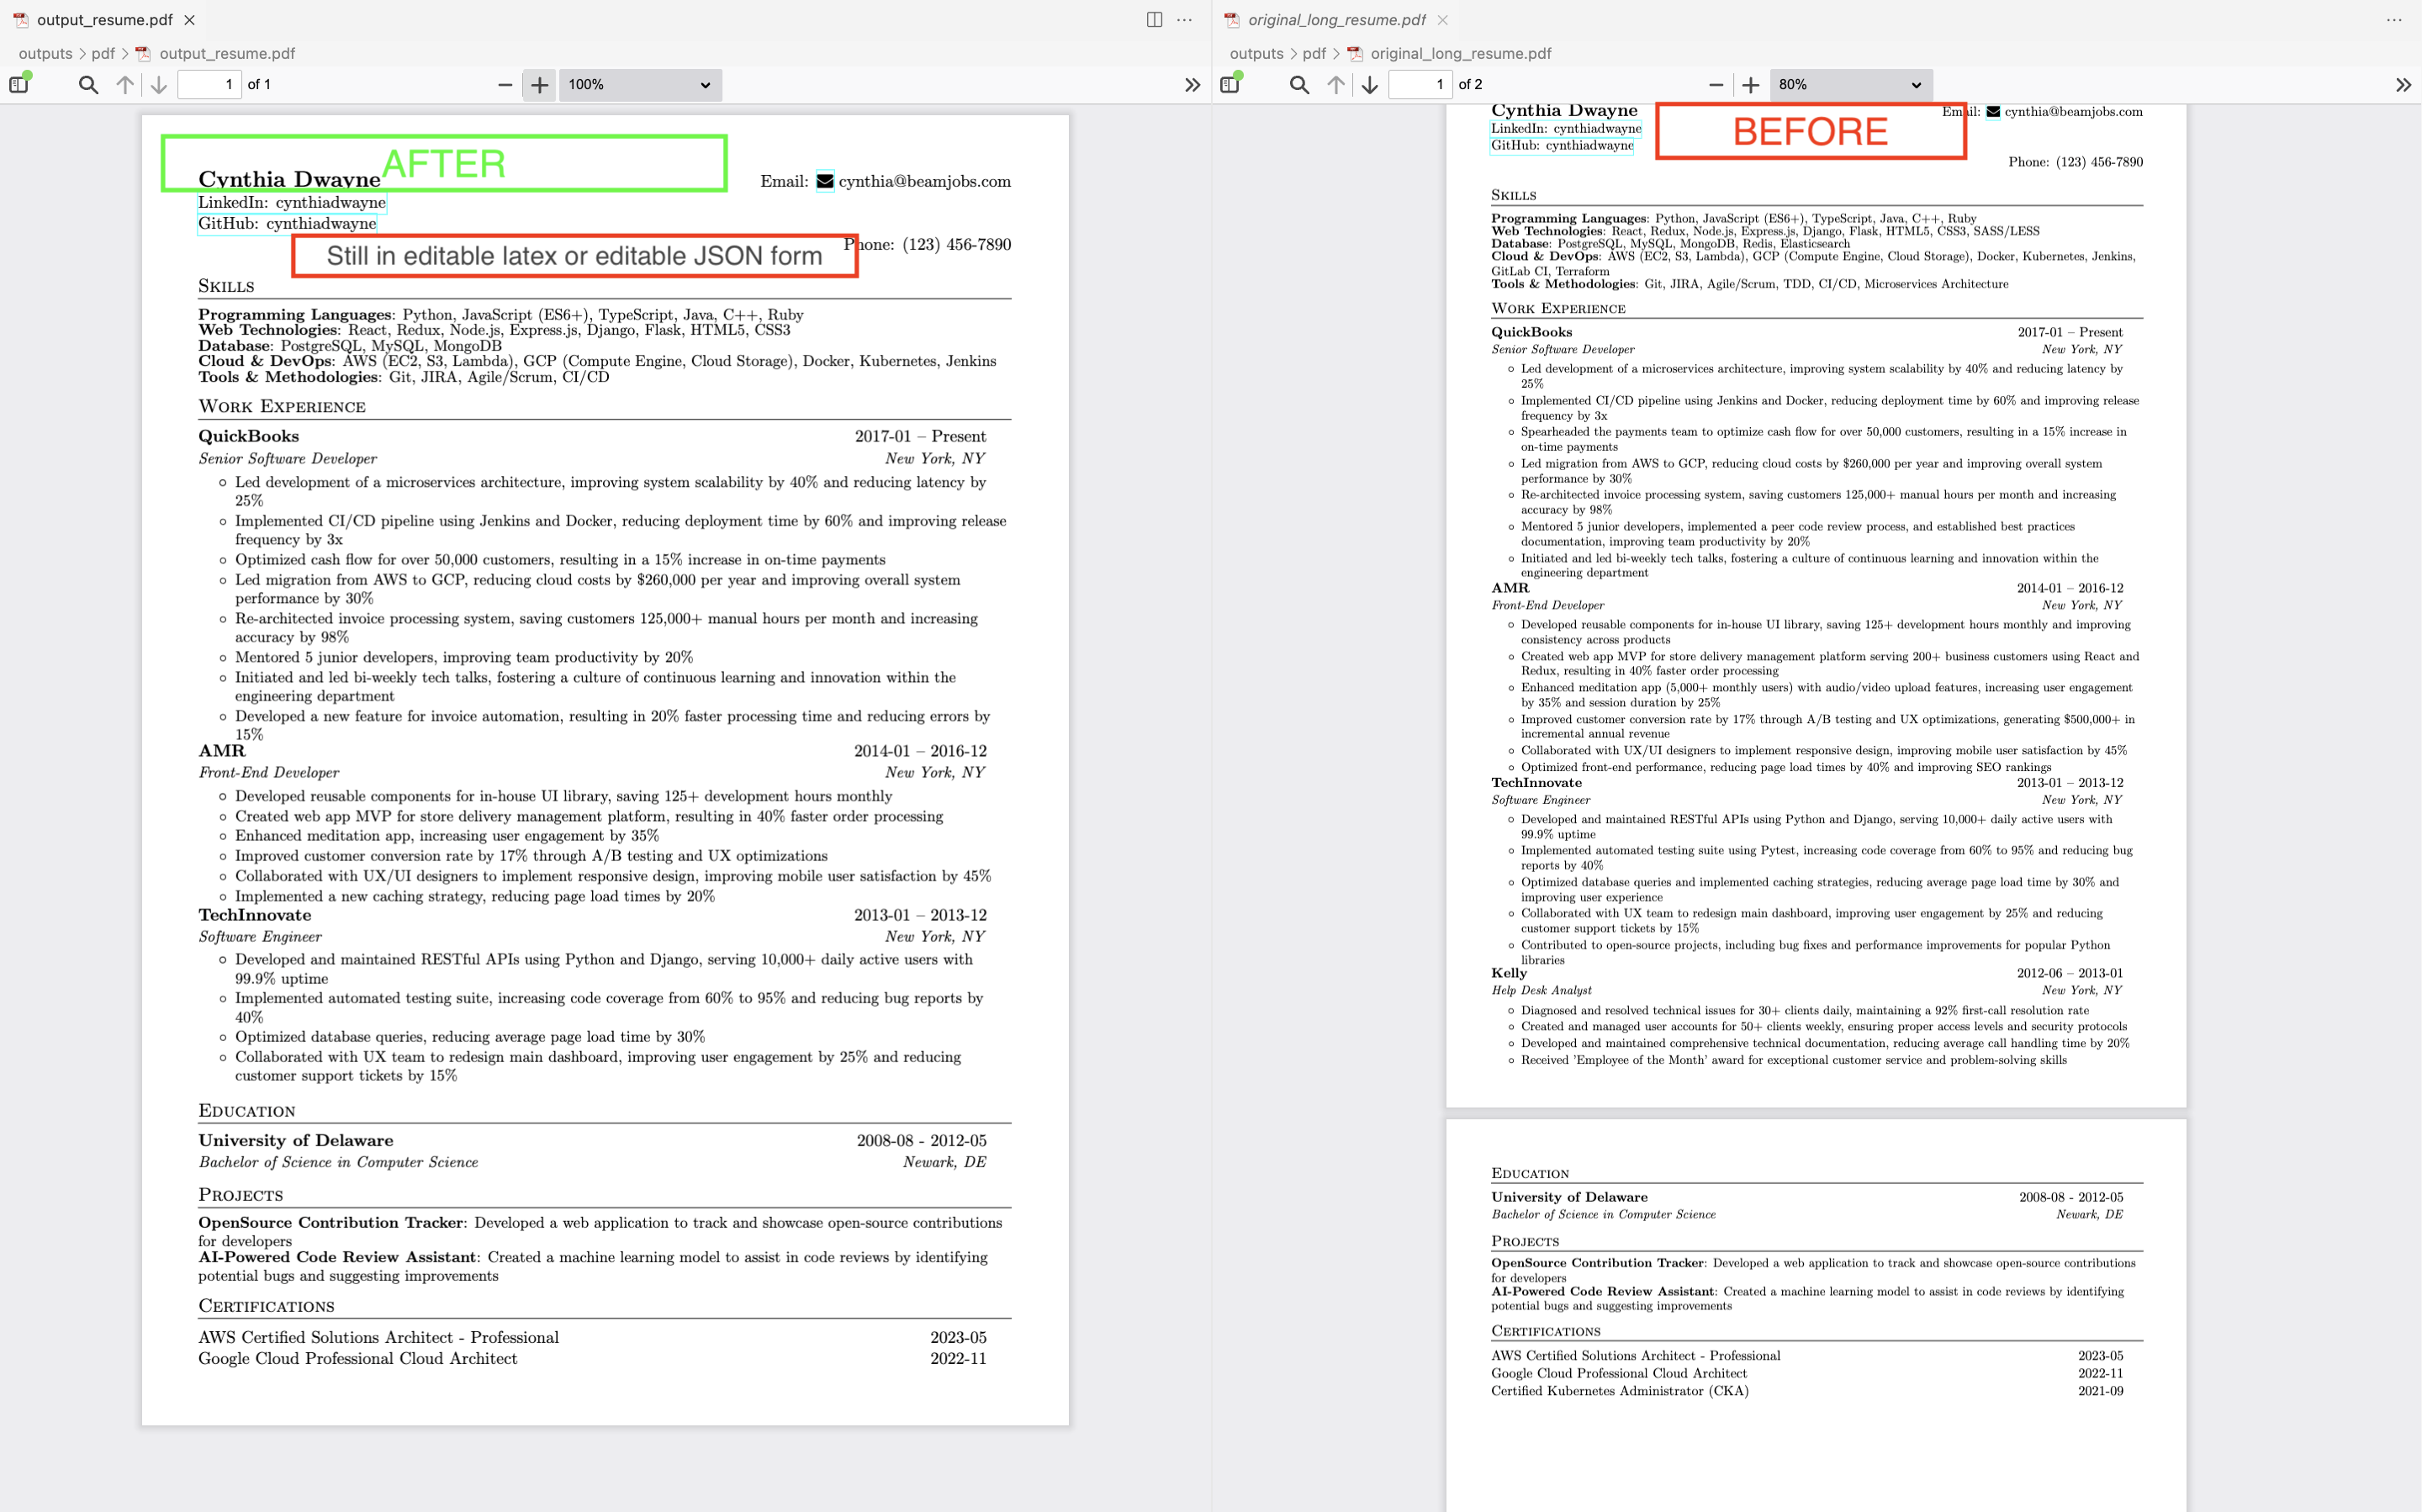 output_resume.pdf
outputs > pdf > output_resume.pdf
1 of 1
100%
AFTER
Cynthia Dwayne
Email: cynthia@beamjobs.com
LinkedIn: cynthiadwayne
GitHub: cynthiadwayne
Still in editable latex or editable JSON form
Phone: (123) 456-7890
SKILLS
Programming Languages: Python, JavaScript (ES6+), TypeScript, Java, C++, Ruby
Web Technologies: React, Redux, Node.js, Express.js, Django, Flask, HTML5, CSS3
Database: PostgreSQL, MySQL, MongoDB
Cloud & DevOps: AWS (EC2, S3, Lambda), GCP (Compute Engine, Cloud Storage), Docker, Kubernetes, Jenkins
Tools & Methodologies: Git, JIRA, Agile/Scrum, CI/CD
WORK EXPERIENCE
QuickBooks 2017-01 – Present
Senior Software Developer New York, NY
Led development of a microservices architecture, improving system scalability by 40% and reducing latency by
25%
Implemented CI/CD pipeline using Jenkins and Docker, reducing deployment time by 60% and improving release
frequency by 3x
Optimized cash flow for over 50,000 customers, resulting in a 15% increase in on-time payments
Led migration from AWS to GCP, reducing cloud costs by $260,000 per year and improving overall system
performance by 30%
Re-architected invoice processing system, saving customers 125,000+ manual hours per month and increasing
accuracy by 98%
Mentored 5 junior developers, improving team productivity by 20%
Initiated and led bi-weekly tech talks, fostering a culture of continuous learning and innovation within the
engineering department
Developed a new feature for invoice automation, resulting in 20% faster processing time and reducing errors by
15%
AMR 2014-01 – 2016-12
Front-End Developer New York, NY
Developed reusable components for in-house UI library, saving 125+ development hours monthly
Created web app MVP for store delivery management platform, resulting in 40% faster order processing
Enhanced meditation app, increasing user engagement by 35%
Improved customer conversion rate by 17% through A/B testing and UX optimizations
Collaborated with UX/UI designers to implement responsive design, improving mobile user satisfaction by 45%
Implemented a new caching strategy, reducing page load times by 20%
TechInnovate 2013-01 – 2013-12
Software Engineer New York, NY
Developed and maintained RESTful APIs using Python and Django, serving 10,000+ daily active users with
99.9% uptime
Implemented automated testing suite, increasing code coverage from 60% to 95% and reducing bug reports by
40%
Optimized database queries, reducing average page load time by 30%
Collaborated with UX team to redesign main dashboard, improving user engagement by 25% and reducing
customer support tickets by 15%
EDUCATION
University of Delaware 2008-08 - 2012-05
Bachelor of Science in Computer Science Newark, DE
PROJECTS
OpenSource Contribution Tracker: Developed a web application to track and showcase open-source contributions
for developers
AI-Powered Code Review Assistant: Created a machine learning model to assist in code reviews by identifying
potential bugs and suggesting improvements
CERTIFICATIONS
AWS Certified Solutions Architect - Professional 2023-05
Google Cloud Professional Cloud Architect 2022-11
original_long_resume.pdf
outputs > pdf > original_long_resume.pdf
1 of 2
80%
BEFORE
Cynthia Dwayne
Email: cynthia@beamjobs.com
LinkedIn: cynthiadwayne
GitHub: cynthiadwayne
Phone: (123) 456-7890
SKILLS
Programming Languages: Python, JavaScript (ES6+), TypeScript, Java, C++, Ruby
Web Technologies: React, Redux, Node.js, Express.js, Django, Flask, HTML5, CSS3, SASS/LESS
Database: PostgreSQL, MySQL, MongoDB, Redis, Elasticsearch
Cloud & DevOps: AWS (EC2, S3, Lambda), GCP (Compute Engine, Cloud Storage), Docker, Kubernetes, Jenkins,
GitLab CI, Terraform
Tools & Methodologies: Git, JIRA, Agile/Scrum, TDD, CI/CD, Microservices Architecture
WORK EXPERIENCE
QuickBooks 2017-01 – Present
Senior Software Developer New York, NY
Led development of a microservices architecture, improving system scalability by 40% and reducing latency by
25%
Implemented CI/CD pipeline using Jenkins and Docker, reducing deployment time by 60% and improving release
frequency by 3x
Spearheaded the payments team to optimize cash flow for over 50,000 customers, resulting in a 15% increase in
on-time payments
Led migration from AWS to GCP, reducing cloud costs by $260,000 per year and improving overall system
performance by 30%
Re-architected invoice processing system, saving customers 125,000+ manual hours per month and increasing
accuracy by 98%
Mentored 5 junior developers, implemented a peer code review process, and established best practices
documentation, improving team productivity by 20%
Initiated and led bi-weekly tech talks, fostering a culture of continuous learning and innovation within the
engineering department
AMR 2014-01 – 2016-12
Front-End Developer New York, NY
Developed reusable components for in-house UI library, saving 125+ development hours monthly and improving
consistency across products
Created web app MVP for store delivery management platform serving 200+ business customers using React and
Redux, resulting in 40% faster order processing
Enhanced meditation app (5,000+ monthly users) with audio/video upload features, increasing user engagement
by 35% and session duration by 25%
Improved customer conversion rate by 17% through A/B testing and UX optimizations, generating $500,000+ in
incremental annual revenue
Collaborated with UX/UI designers to implement responsive design, improving mobile user satisfaction by 45%
Optimized front-end performance, reducing page load times by 40% and improving SEO rankings
TechInnovate 2013-01 – 2013-12
Software Engineer New York, NY
Developed and maintained RESTful APIs using Python and Django, serving 10,000+ daily active users with
99.9% uptime
Implemented automated testing suite using Pytest, increasing code coverage from 60% to 95% and reducing bug
reports by 40%
Optimized database queries and implemented caching strategies, reducing average page load time by 30% and
improving user experience
Collaborated with UX team to redesign main dashboard, improving user engagement by 25% and reducing
customer support tickets by 15%
Contributed to open-source projects, including bug fixes and performance improvements for popular Python
libraries
Kelly 2012-06 – 2013-01
Help Desk Analyst New York, NY
Diagnosed and resolved technical issues for 30+ clients daily, maintaining a 92% first-call resolution rate
Created and managed user accounts for 50+ clients weekly, ensuring proper access levels and security protocols
Developed and maintained comprehensive technical documentation, reducing average call handling time by 20%
Received 'Employee of the Month' award for exceptional customer service and problem-solving skills
EDUCATION
University of Delaware 2008-08 - 2012-05
Bachelor of Science in Computer Science Newark, DE
PROJECTS
OpenSource Contribution Tracker: Developed a web application to track and showcase open-source contributions
for developers
AI-Powered Code Review Assistant: Created a machine learning model to assist in code reviews by identifying
potential bugs and suggesting improvements
CERTIFICATIONS
AWS Certified Solutions Architect - Professional 2023-05
Google Cloud Professional Cloud Architect 2022-11
Certified Kubernetes Administrator (CKA) 2021-09